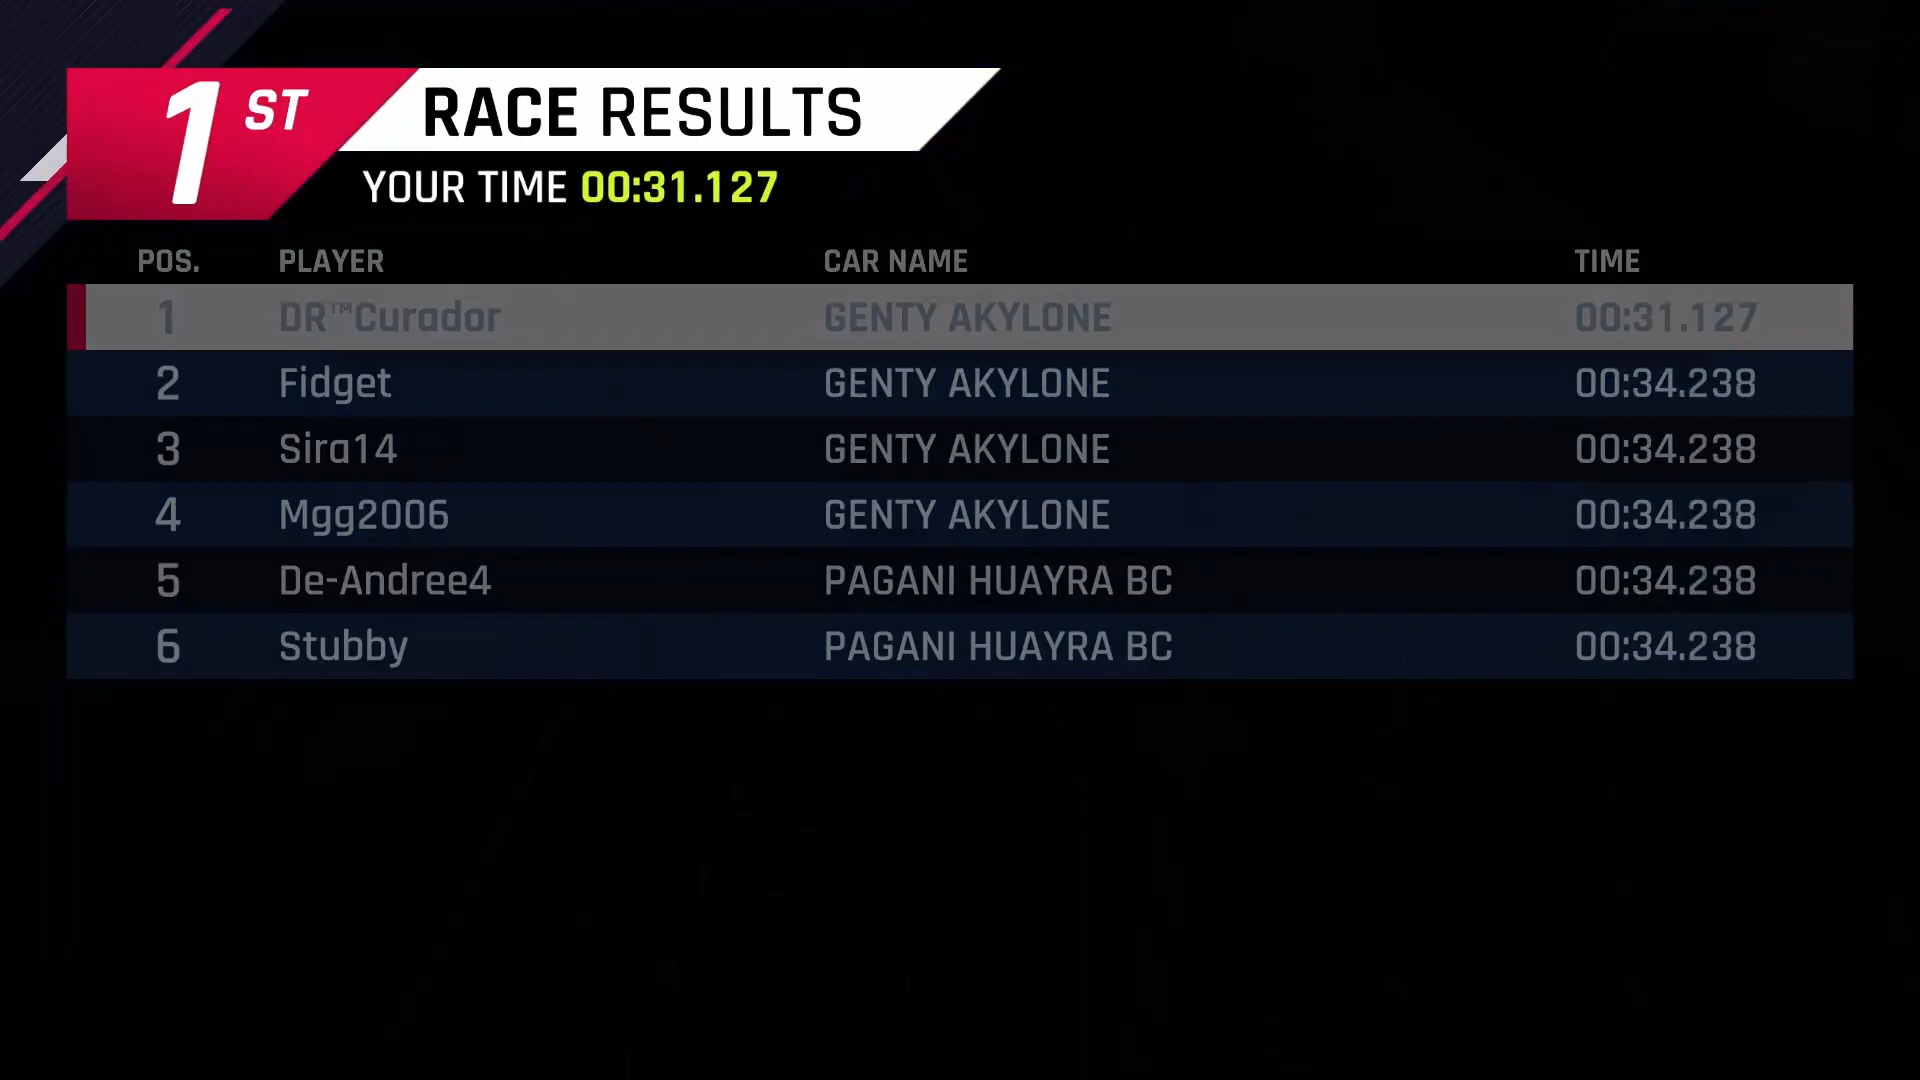 1ST
RACE RESULTS
YOUR TIME 00:31.127
POS. PLAYER CAR NAME TIME
1 DR™Curador GENTY AKYLONE 00:31.127
2 Fidget GENTY AKYLONE 00:34.238
3 Sira14 GENTY AKYLONE 00:34.238
4 Mgg2006 GENTY AKYLONE 00:34.238
5 De-Andree4 PAGANI HUAYRA BC 00:34.238
6 Stubby PAGANI HUAYRA BC 00:34.238